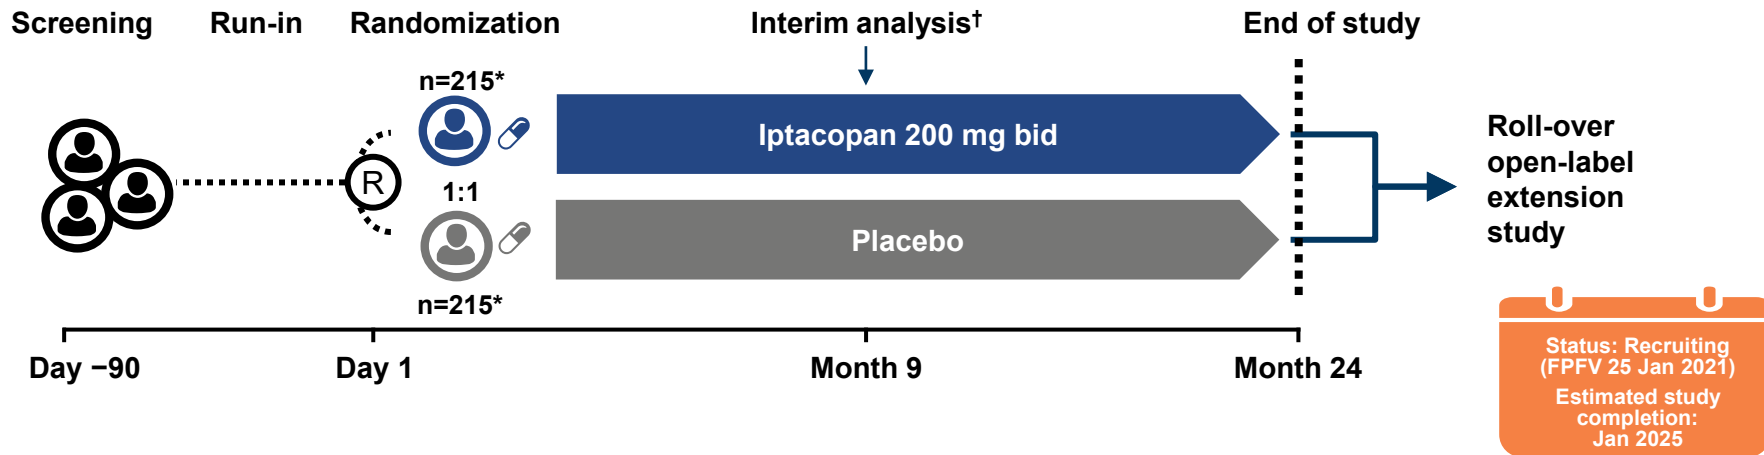 Screening Run-in Randomization Interim analysis† End of study
n=215*
Iptacopan 200 mg bid
R
1:1
Placebo
n=215*
Roll-over
open-label
extension
study
Day −90 Day 1 Month 9 Month 24
Status: Recruiting
(FPFV 25 Jan 2021)
Estimated study
completion:
Jan 2025